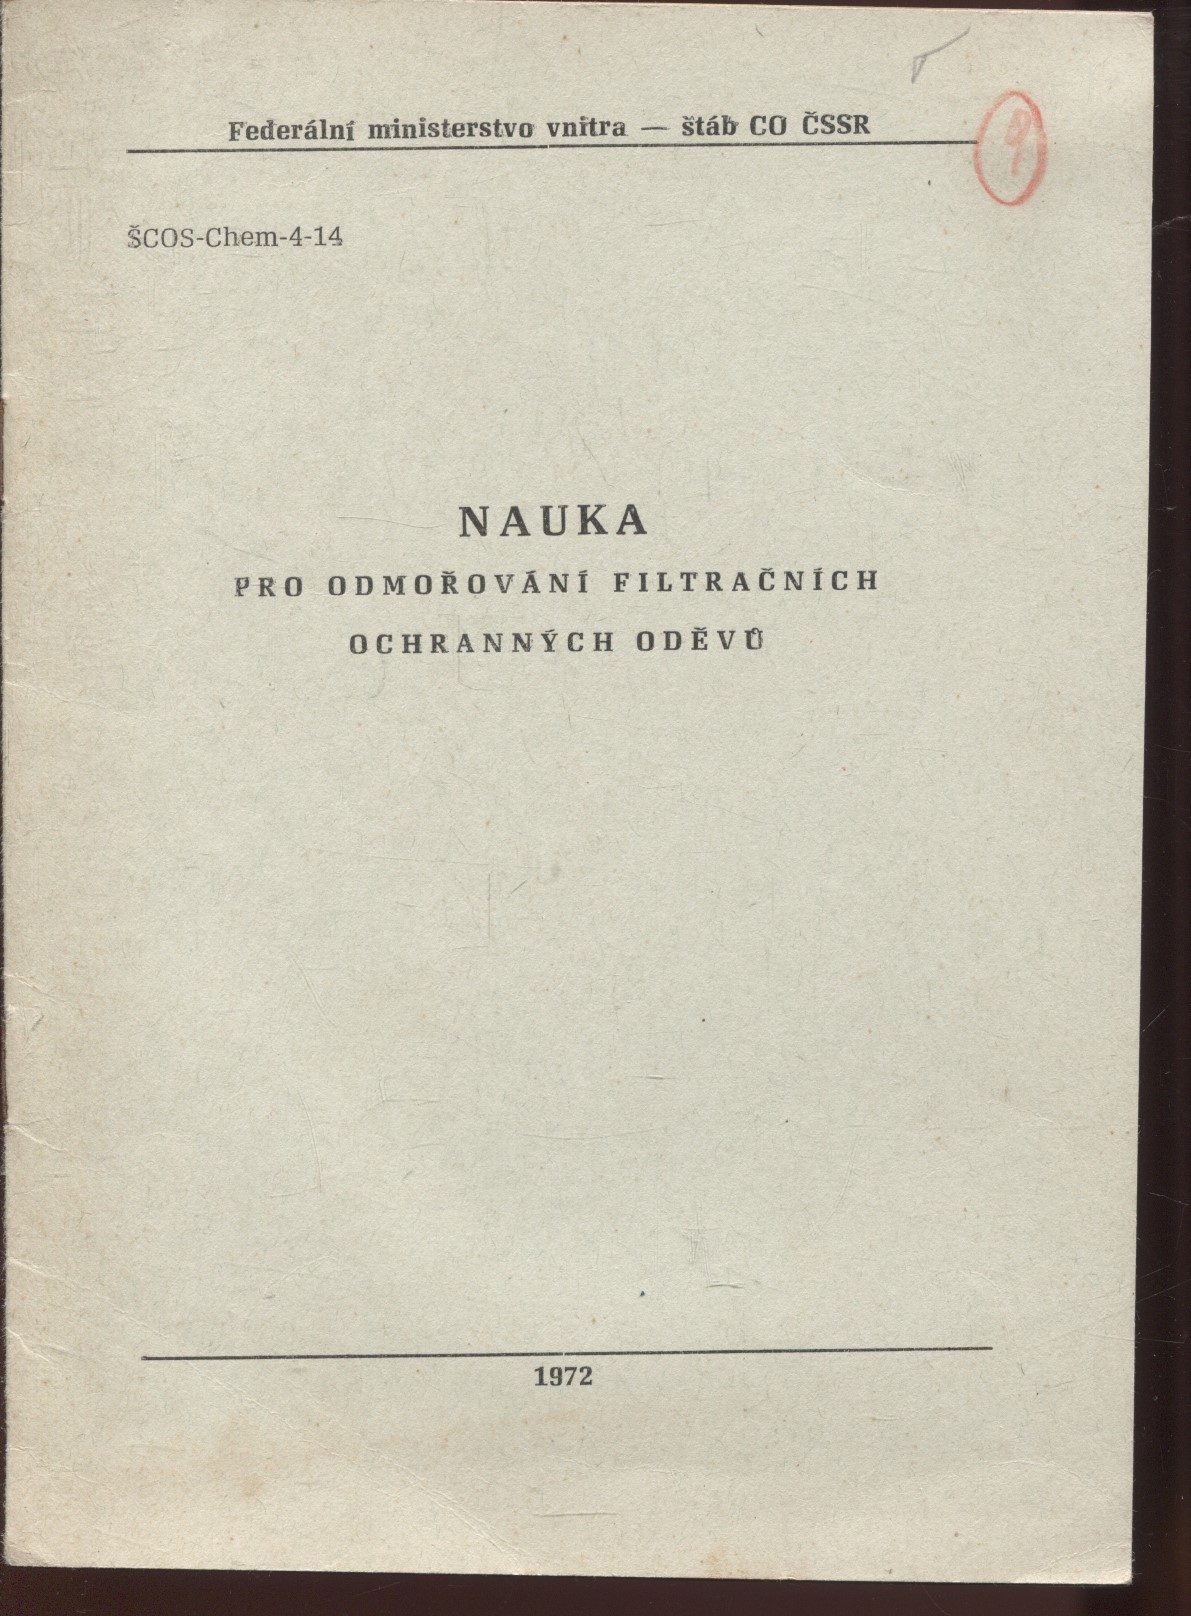 Federální ministerstvo vnitra — štáb CO ČSSR
ŠCOS-Chem-4-14
NAUKA
PRO ODMOŘOVÁNÍ FILTRAČNÍCH
OCHRANNÝCH ODĚVŮ
1972